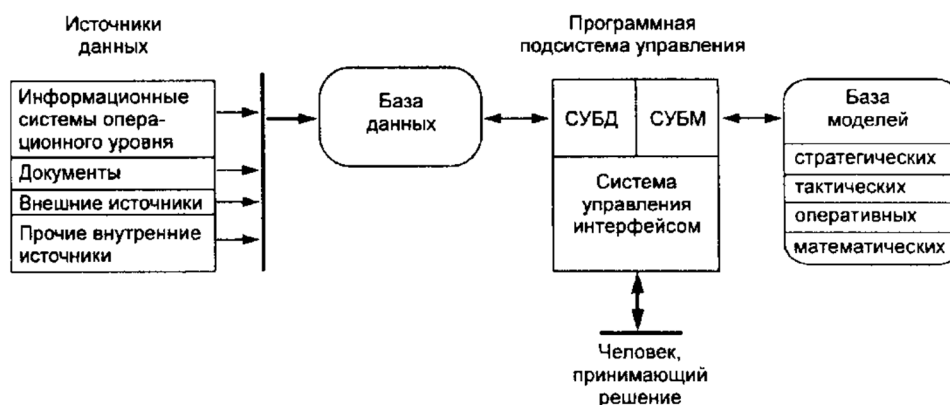 Источники
данных
Информационные
системы опера-
ционного уровня
Документы
Внешние источники
Прочие внутренние
источники
База
данных
Программная
подсистема управления
СУБД
СУБМ
Система
управления
интерфейсом
Человек,
принимающий
решение
База
моделей
стратегических
тактических
оперативных
математических